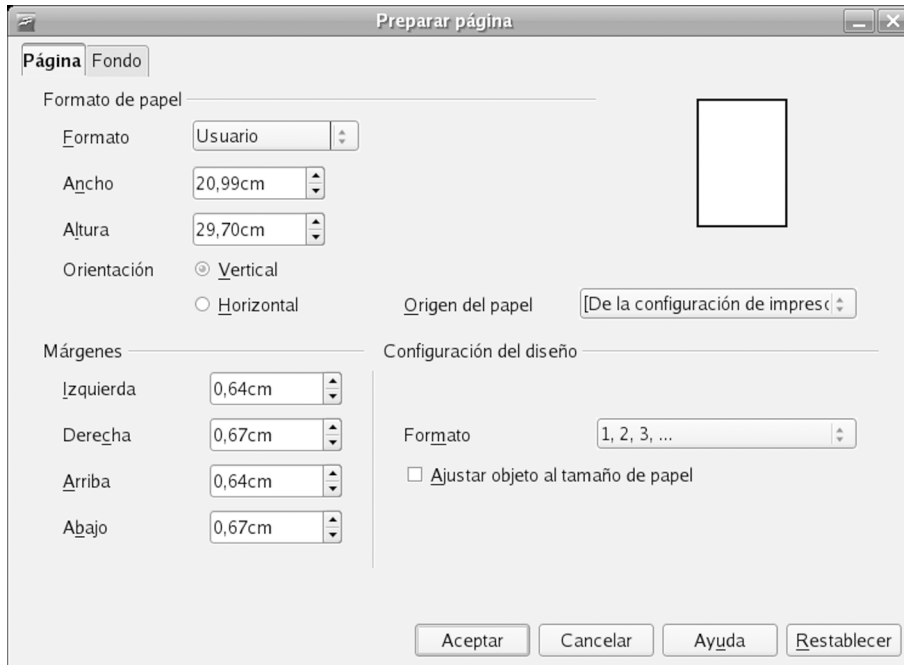 Preparar página
Página Fondo
Formato de papel
Formato Usuario
Ancho 20,99cm
Altura 29,70cm
Orientación Vertical
Horizontal
Origen del papel [De la configuración de impres
Márgenes
Configuración del diseño
Izquierda 0,64cm
Derecha 0,67cm
Formato 1, 2, 3, ...
Arriba 0,64cm
Ajustar objeto al tamaño de papel
Abajo 0,67cm
Aceptar Cancelar Ayuda Restablecer